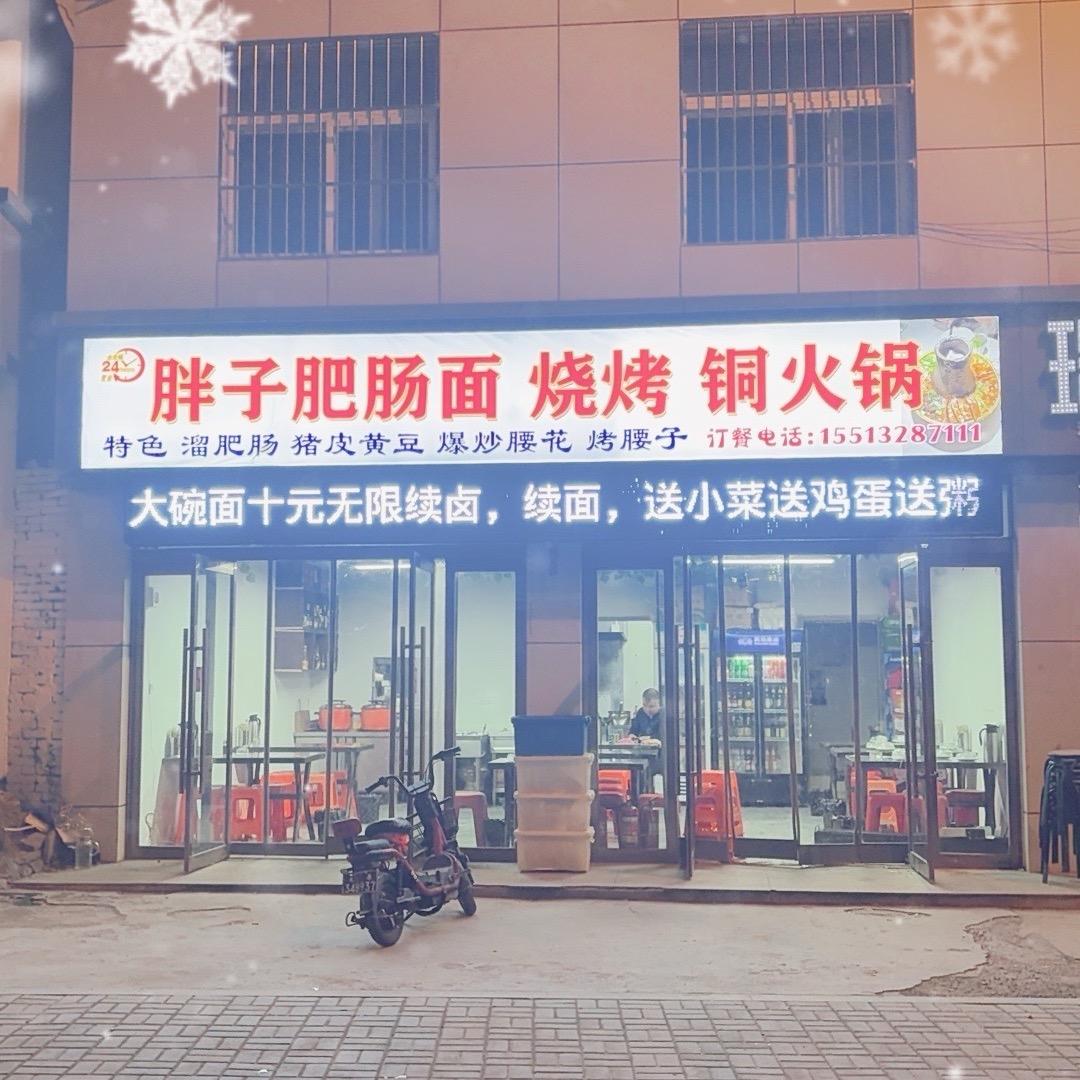 24
胖子肥肠面 烧烤 铜火锅
特色 溜肥肠 猪皮黄豆 爆炒腰花 烤腰子 订餐电话:15513287111
大碗面十元无限续卤，续面，送小菜送鸡蛋送粥